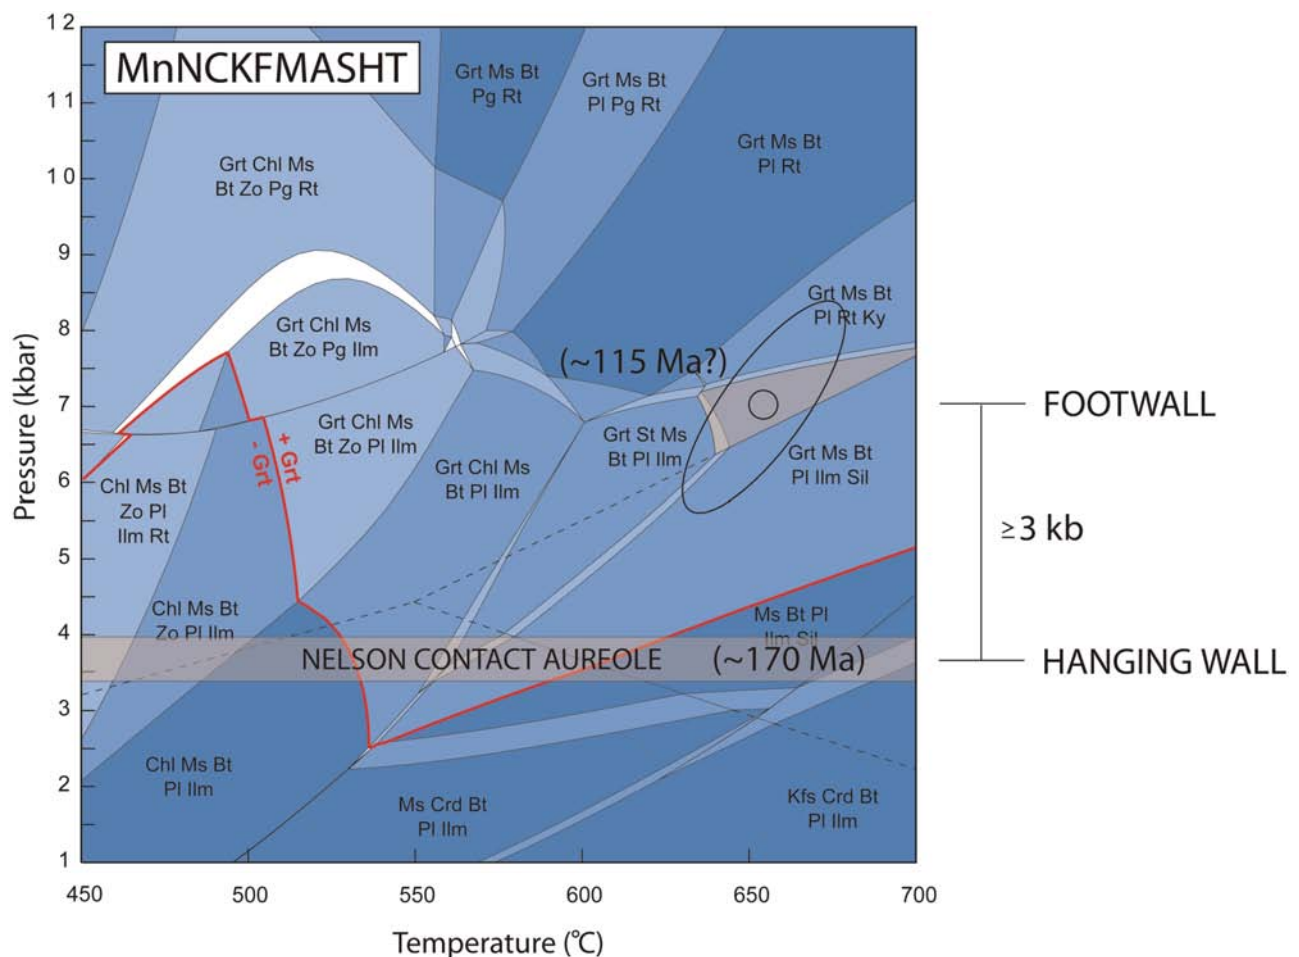 MnNCKFMASHT
Grt Ms Bt
Pg Rt
Grt Ms Bt
Pl Pg Rt
Grt Ms Bt
Pl Rt
Grt Chl Ms
Bt Zo Pg Rt
Grt Chl Ms
Bt Zo Pg Ilm
Grt Ms Bt
Pl Rt Ky
(~115 Ma?)
Grt Chl Ms
Bt Zo Pl Ilm
Grt St Ms
Bt Pl Ilm
Grt Ms Bt
Pl Ilm Sil
+ Grt
- Grt
Grt Chl Ms
Bt Pl Ilm
Chl Ms Bt
Zo Pl
Ilm Rt
Chl Ms Bt
Zo Pl Ilm
Ms Bt Pl
Ilm Sil
NELSON CONTACT AUREOLE (~170 Ma)
Chl Ms Bt
Pl Ilm
Ms Crd Bt
Pl Ilm
Kfs Crd Bt
Pl Ilm
FOOTWALL
≥3 kb
HANGING WALL
Pressure (kbar)
12
11
10
9
8
7
6
5
4
3
2
1
450 500 550 600 650 700
Temperature (°C)